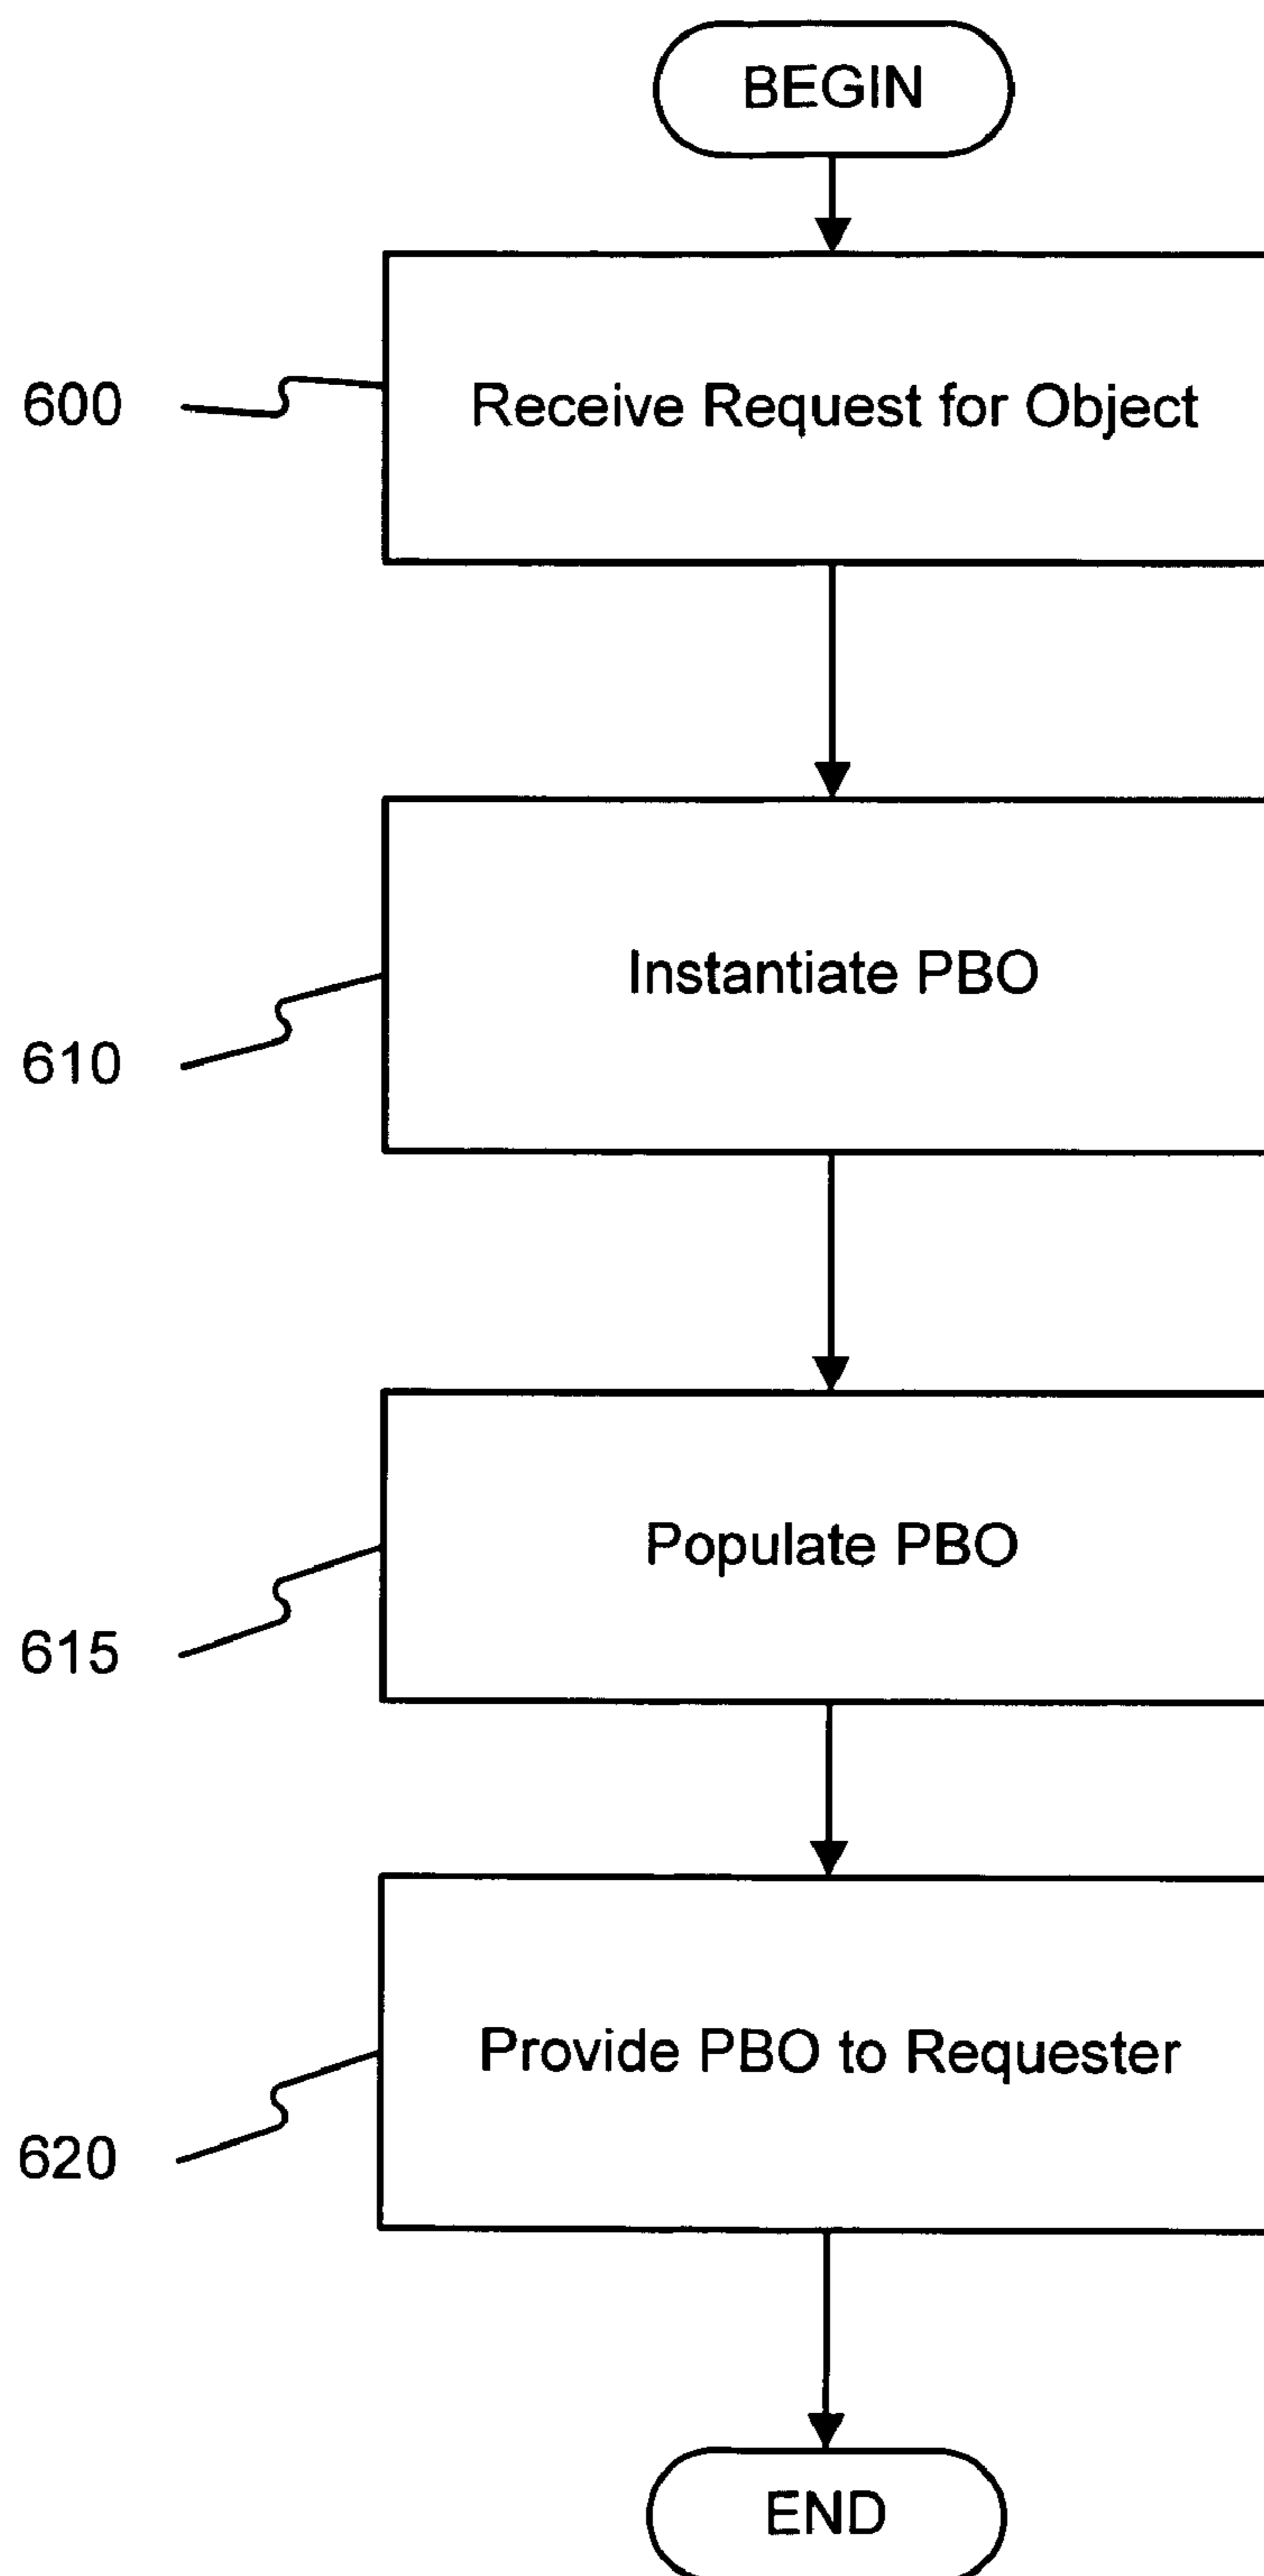 BEGIN
600
Receive Request for Object
Instantiate PBO
610
Populate PBO
615
Provide PBO to Requester
620
END